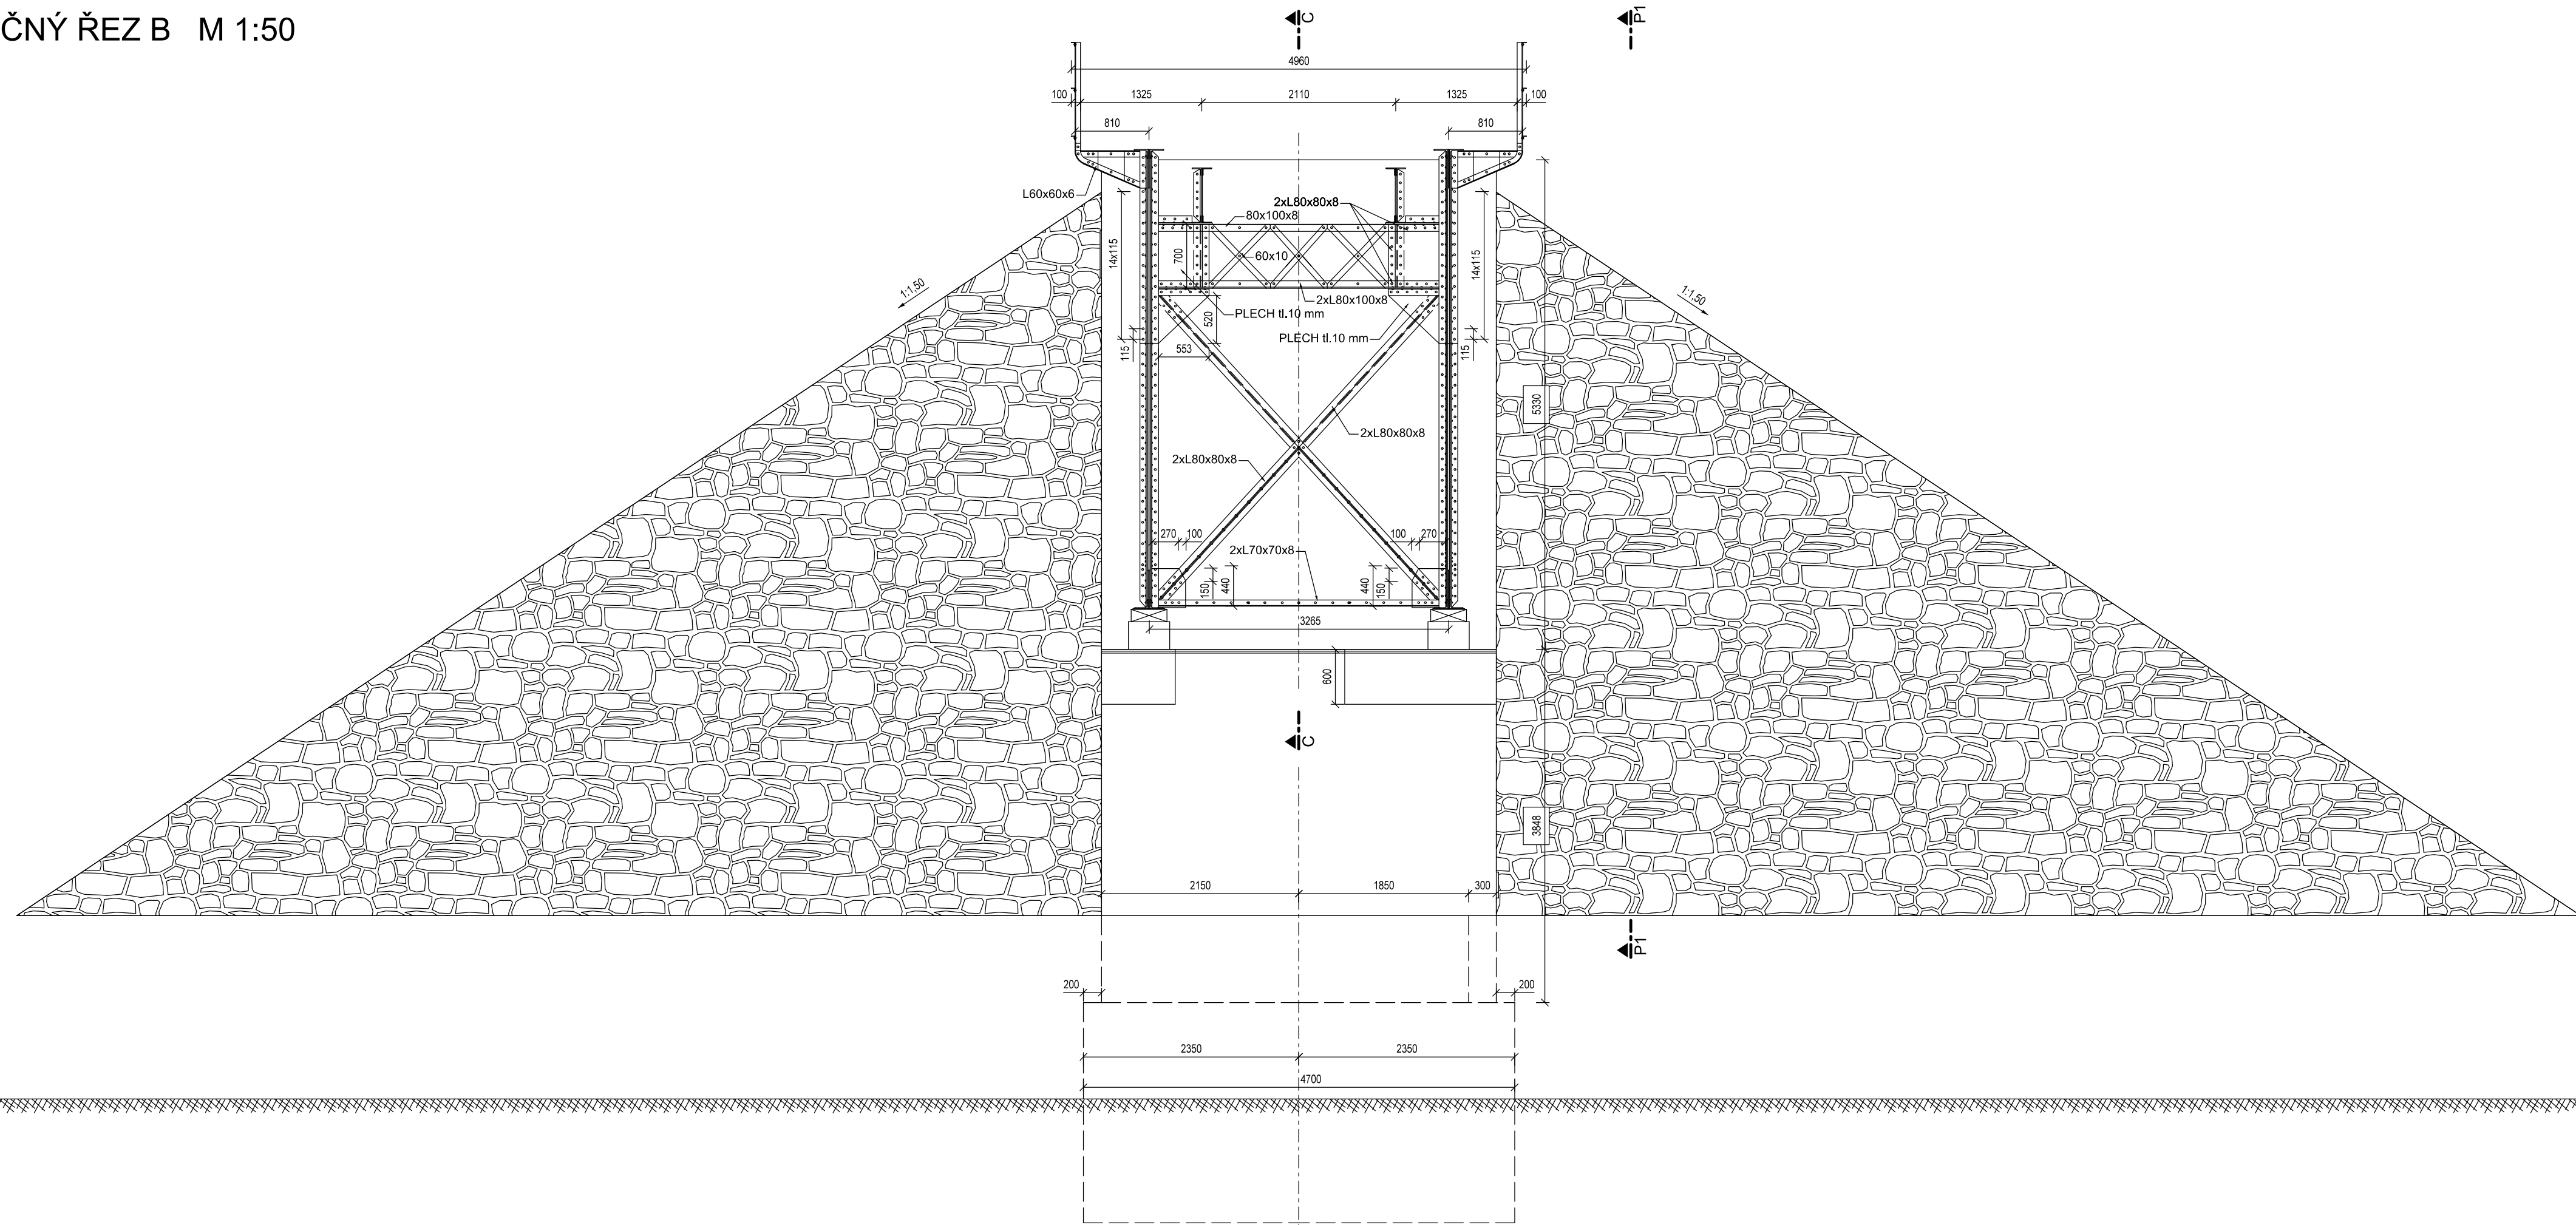 ČNÝ ŘEZ B M 1:50
C
P1
4960
100
1325
2110
1325
100
810
810
L60x60x6
2xL80x80x8
80x100x8
14x115
700
60x10
14x115
1:1,50
1:1,50
2xL80x100x8
PLECH tl.10 mm
520
PLECH tl.10 mm
115
553
115
5330
2xL80x80x8
2xL80x80x8
270
100
100
270
2xL70x70x8
150
440
440
150
3265
600
C
3848
2150
1850
300
P1
200
200
2350
2350
4700